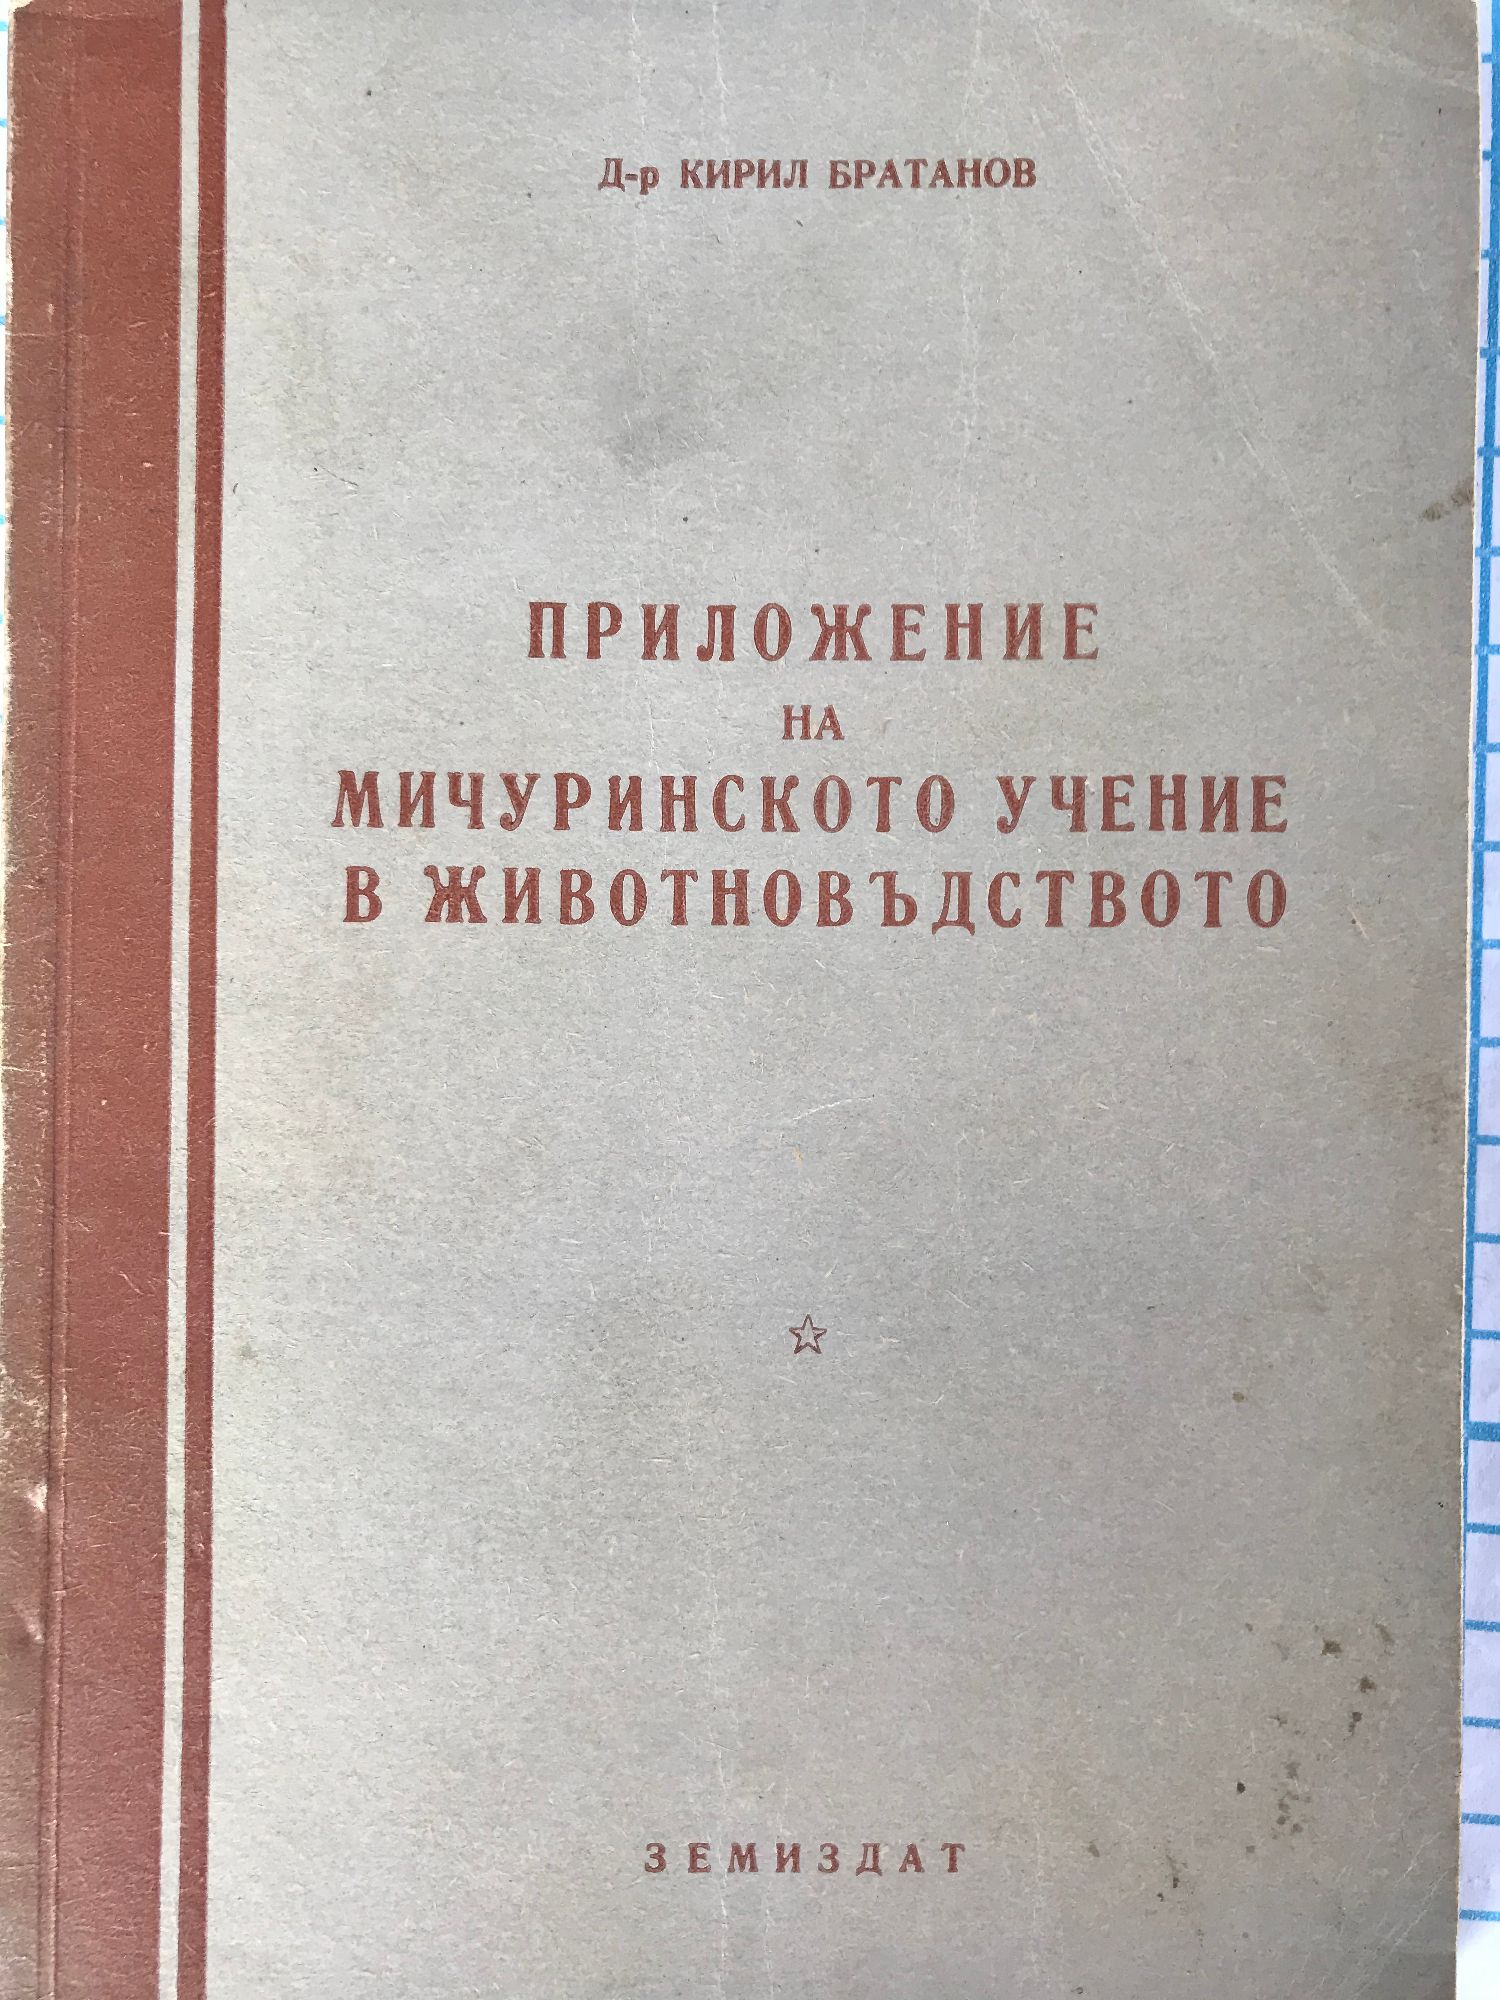 Д-р КИРИЛ БРАТАНОВ
ПРИЛОЖЕНИЕ
НА
МИЧУРИНСКОТО УЧЕНИЕ
В ЖИВОТНОВЪДСТВОТО
ЗЕМИЗДАТ